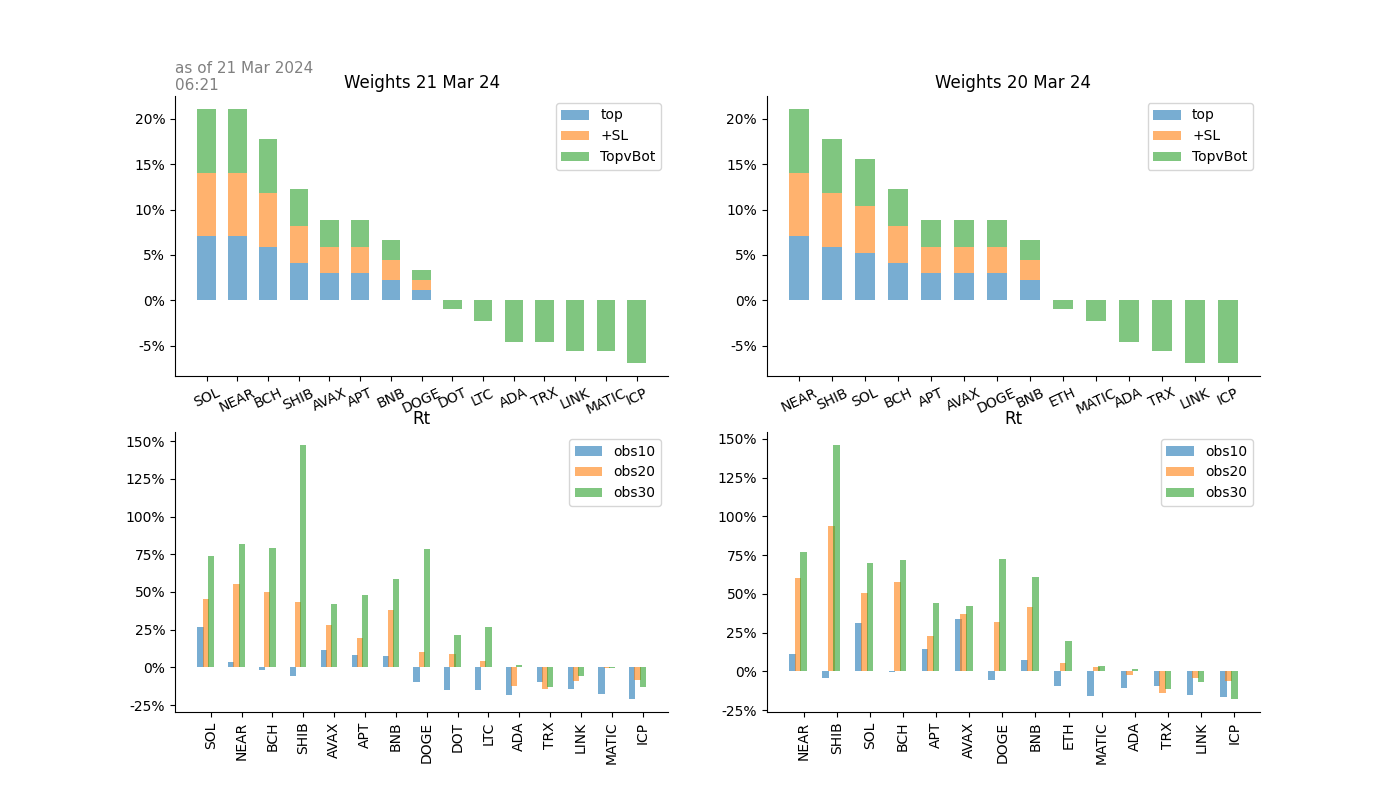 as of 21 Mar 2024
06:21
Weights 21 Mar 24
20%
15%
10%
5%
0%
-5%
top
+SL
TopvBot
SOL NEAR BCH SHIB AVAX APT BNB DOGE DOT LTC ADA TRX LINK MATIC ICP
Weights 20 Mar 24
20%
15%
10%
5%
0%
-5%
top
+SL
TopvBot
NEAR SHIB SOL BCH APT AVAX DOGE BNB ETH MATIC ADA TRX LINK ICP
Rt
150%
125%
100%
75%
50%
25%
0%
-25%
obs10
obs20
obs30
SOL NEAR BCH SHIB AVAX APT BNB DOGE DOT LTC ADA TRX LINK MATIC ICP
Rt
150%
125%
100%
75%
50%
25%
0%
-25%
obs10
obs20
obs30
NEAR SHIB SOL BCH APT AVAX DOGE BNB ETH MATIC ADA TRX LINK ICP